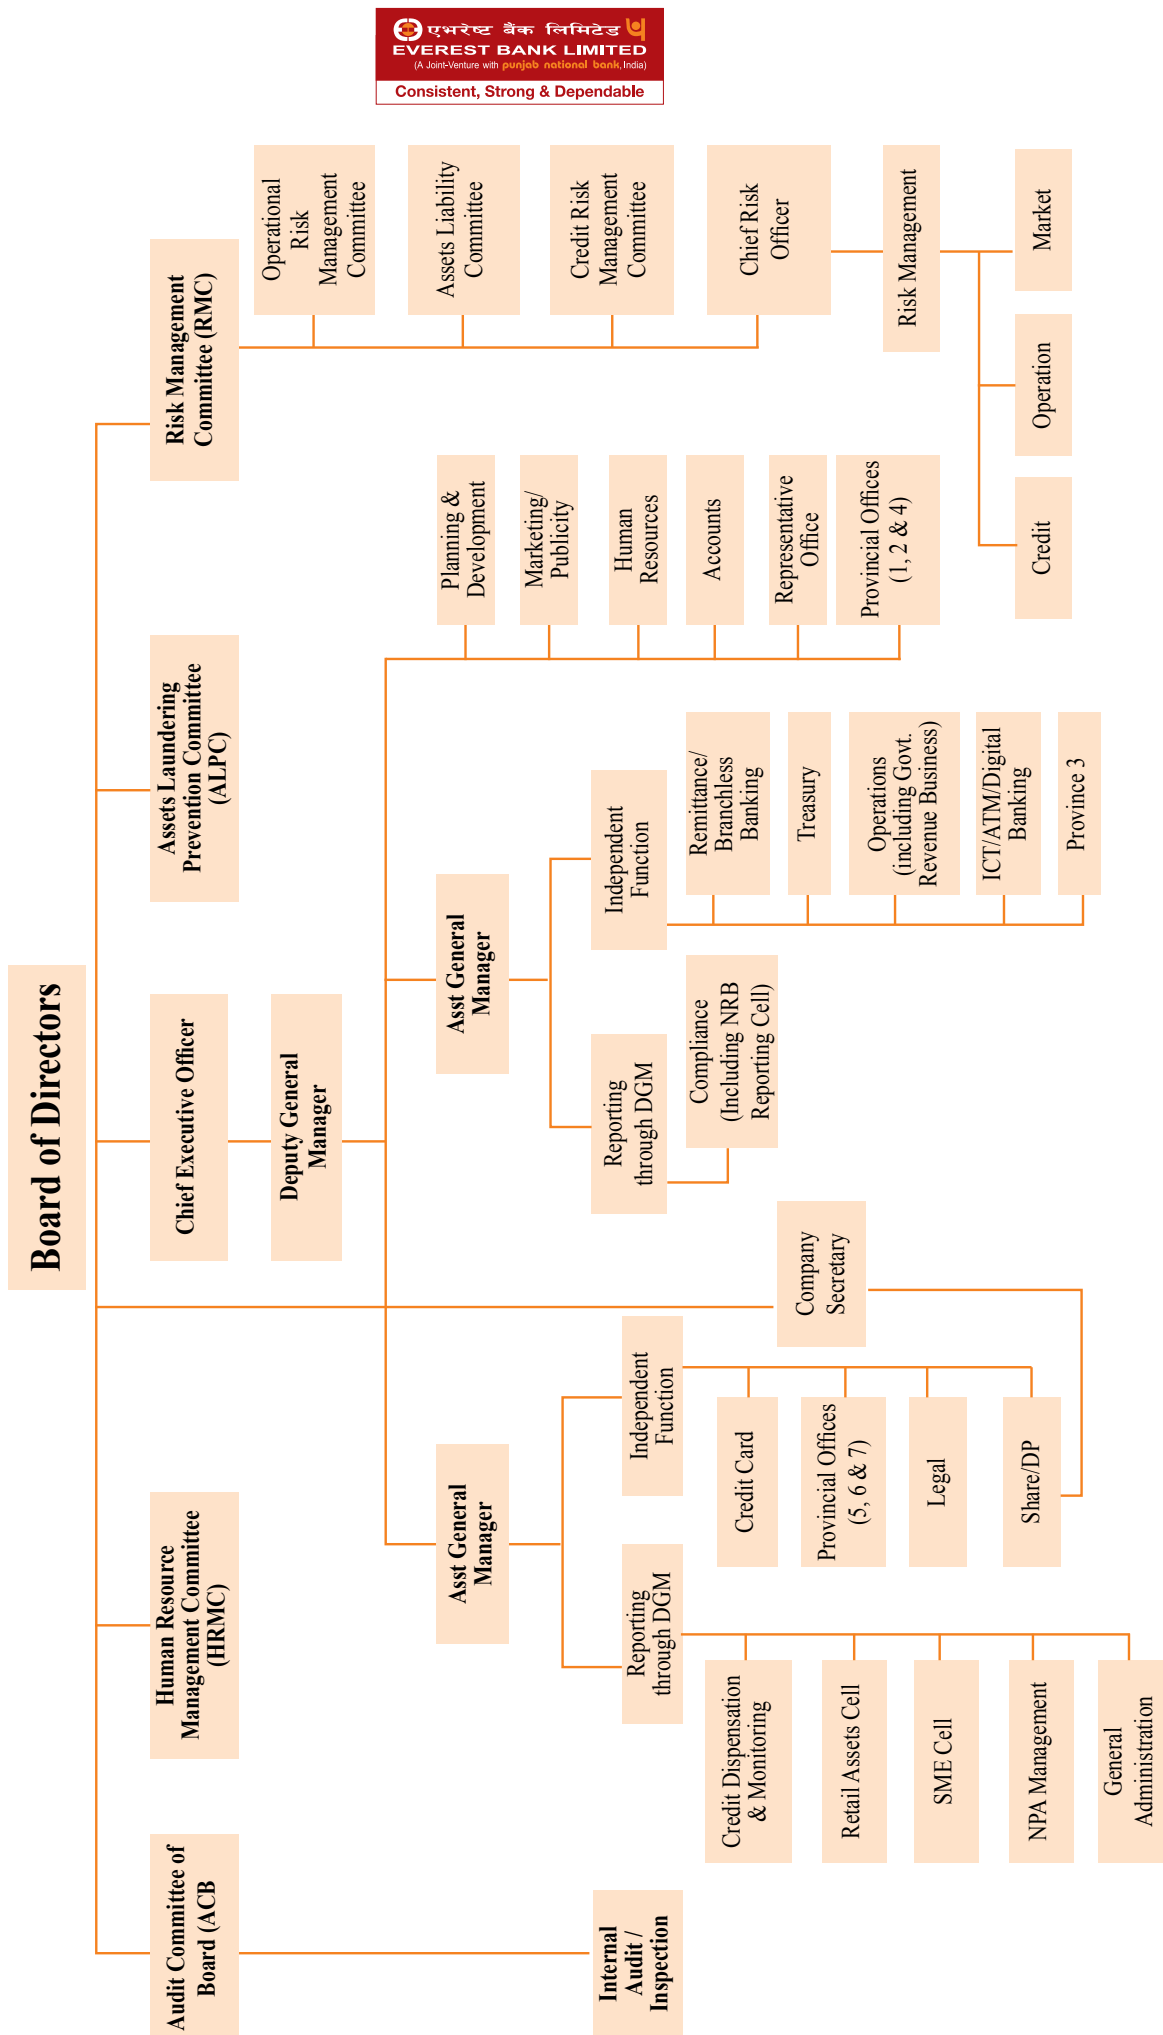 एभरेष्ट बैंक लिमिटेड
EVEREST BANK LIMITED
(A Joint-Venture with punjab national bank, India)
Consistent, Strong & Dependable
Board of Directors
Audit Committee of
Board (ACB
Human Resource
Management Committee
(HRMC)
Chief Executive Officer
Assets Laundering
Prevention Committee
(ALPC)
Risk Management
Committee (RMC)
Internal
Audit /
Inspection
Deputy General
Manager
Asst General
Manager
Reporting
through DGM
Credit Dispensation
& Monitoring
Retail Assets Cell
SME Cell
NPA Management
General
Administration
Independent
Function
Credit Card
Provincial Offices
(5, 6 & 7)
Legal
Share/DP
Company
Secretary
Asst General
Manager
Reporting
through DGM
Compliance
(Including NRB
Reporting Cell)
Independent
Function
Remittance/
Branchless
Banking
Treasury
Operations
(including Govt.
Revenue Business)
ICT/ATM/Digital
Banking
Province 3
Planning &
Development
Marketing/
Publicity
Human
Resources
Accounts
Representative
Office
Provincial Offices
(1, 2 & 4)
Operational
Risk
Management
Committee
Assets Liability
Committee
Credit Risk
Management
Committee
Chief Risk
Officer
Risk Management
Credit
Operation
Market